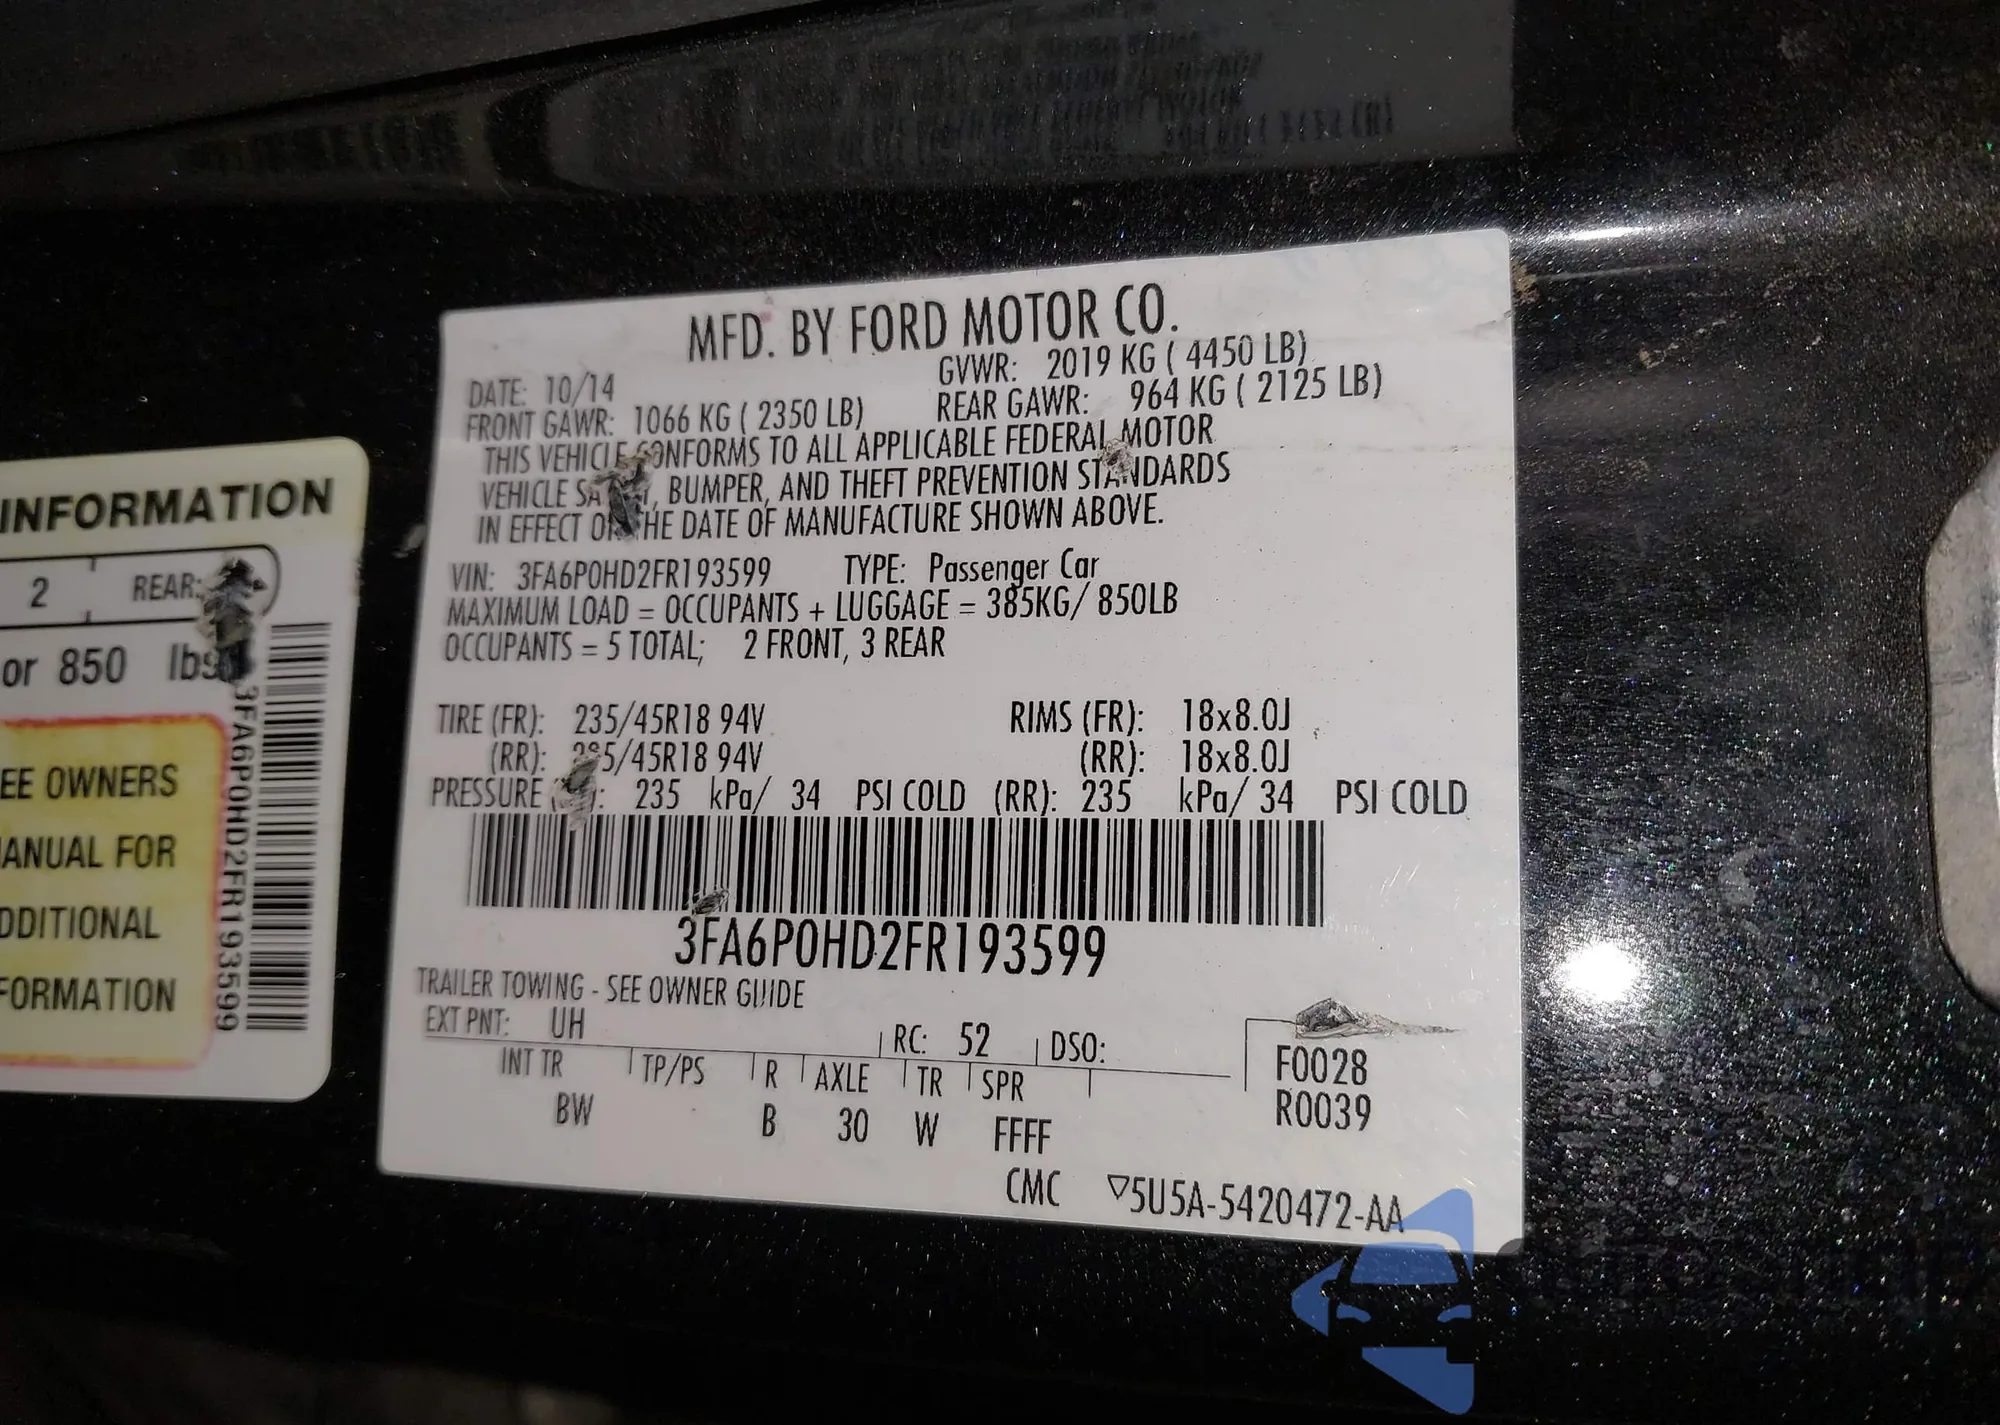 INFORMATION
2 REAR:
or 850 lbs
EE OWNERS
ANUAL FOR
DDITIONAL
FORMATION
3FA6P0HD2FR193599
MFD. BY FORD MOTOR CO.
DATE: 10/14 GVWR: 2019 KG ( 4450 LB)
FRONT GAWR: 1066 KG ( 2350 LB) REAR GAWR: 964 KG ( 2125 LB)
THIS VEHICLE CONFORMS TO ALL APPLICABLE FEDERAL MOTOR
VEHICLE SA T, BUMPER, AND THEFT PREVENTION STANDARDS
IN EFFECT ON THE DATE OF MANUFACTURE SHOWN ABOVE.
VIN: 3FA6P0HD2FR193599 TYPE: Passenger Car
MAXIMUM LOAD = OCCUPANTS + LUGGAGE = 385KG/ 850LB
OCCUPANTS = 5 TOTAL; 2 FRONT, 3 REAR
TIRE (FR): 235/45R18 94V RIMS (FR): 18x8.0J
(RR): 235/45R18 94V (RR): 18x8.0J
PRESSURE ( ): 235 kPa/ 34 PSI COLD (RR): 235 kPa/ 34 PSI COLD
3FA6P0HD2FR193599
TRAILER TOWING - SEE OWNER GUIDE
EXT PNT: UH RC: 52 DSO:
INT TR TP/PS R AXLE TR SPR
BW B 30 W FFFF
F0028
R0039
CMC ▽5U5A-5420472-AA